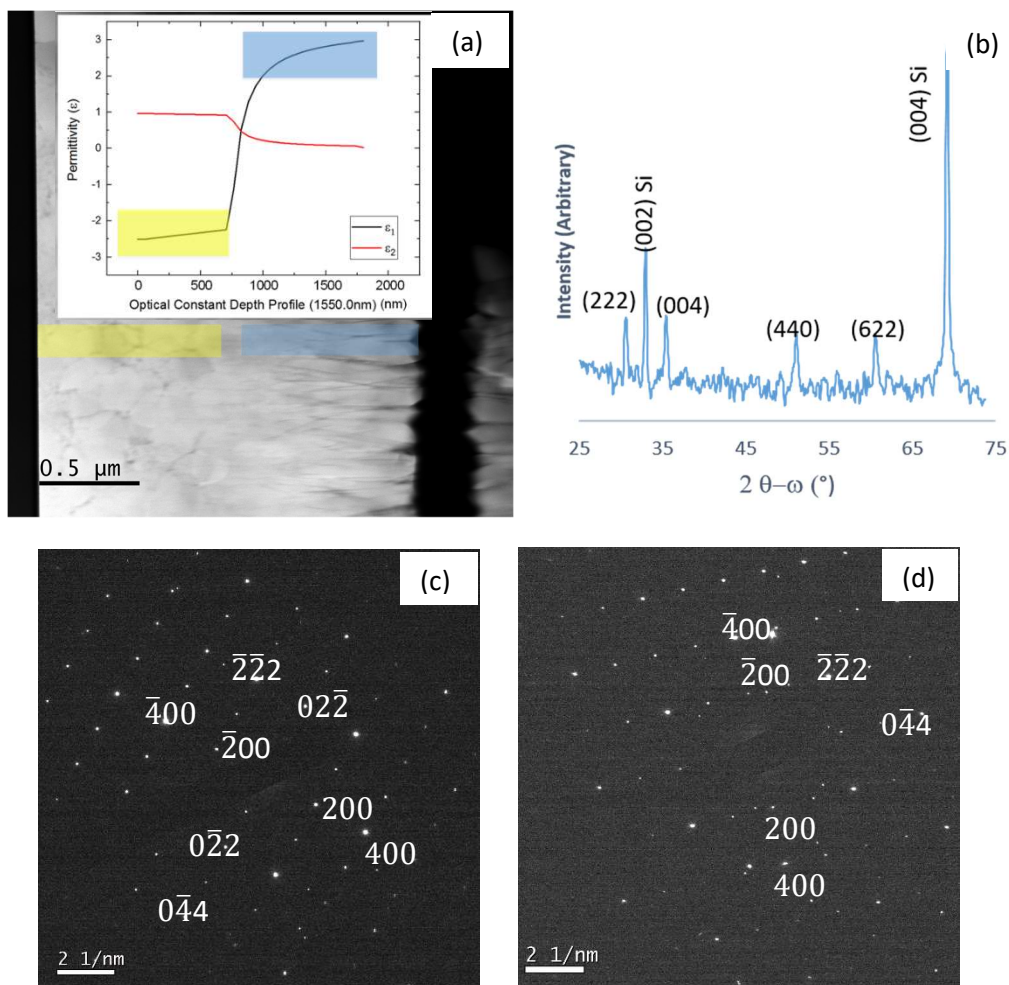 (a)
3
2
1
0
-1
-2
-3
Permittivity (ε)
ε₁
ε₂
0 500 1000 1500 2000
Optical Constant Depth Profile (1550.0nm) (nm)
0.5 μm
(b)
Intensity (Arbitrary)
(222)
(002) Si
(004)
(440)
(622)
(004) Si
25 35 45 55 65 75
2 θ–ω (°)
(c)
2̅2̅2
022̅
4̅00
2̅00
200
02̅2
400
04̅4
2 1/nm
(d)
4̅00
2̅00
2̅2̅2
04̅4
200
400
2 1/nm